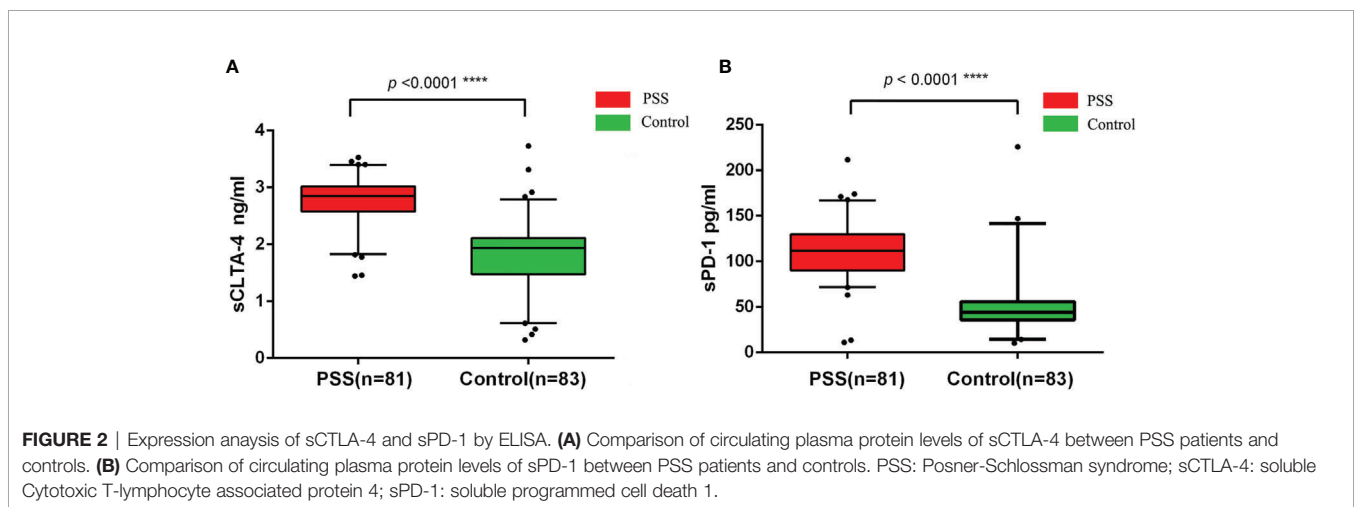 A
p <0.0001 ****
PSS
Control
sCLTA-4 ng/ml
4
3
2
1
0
PSS(n=81) Control(n=83)
B
p < 0.0001 ****
PSS
Control
sPD-1 pg/ml
250
200
150
100
50
0
PSS(n=81) Control(n=83)
FIGURE 2 | Expression anaysis of sCTLA-4 and sPD-1 by ELISA. (A) Comparison of circulating plasma protein levels of sCTLA-4 between PSS patients and
controls. (B) Comparison of circulating plasma protein levels of sPD-1 between PSS patients and controls. PSS: Posner-Schlossman syndrome; sCTLA-4: soluble
Cytotoxic T-lymphocyte associated protein 4; sPD-1: soluble programmed cell death 1.